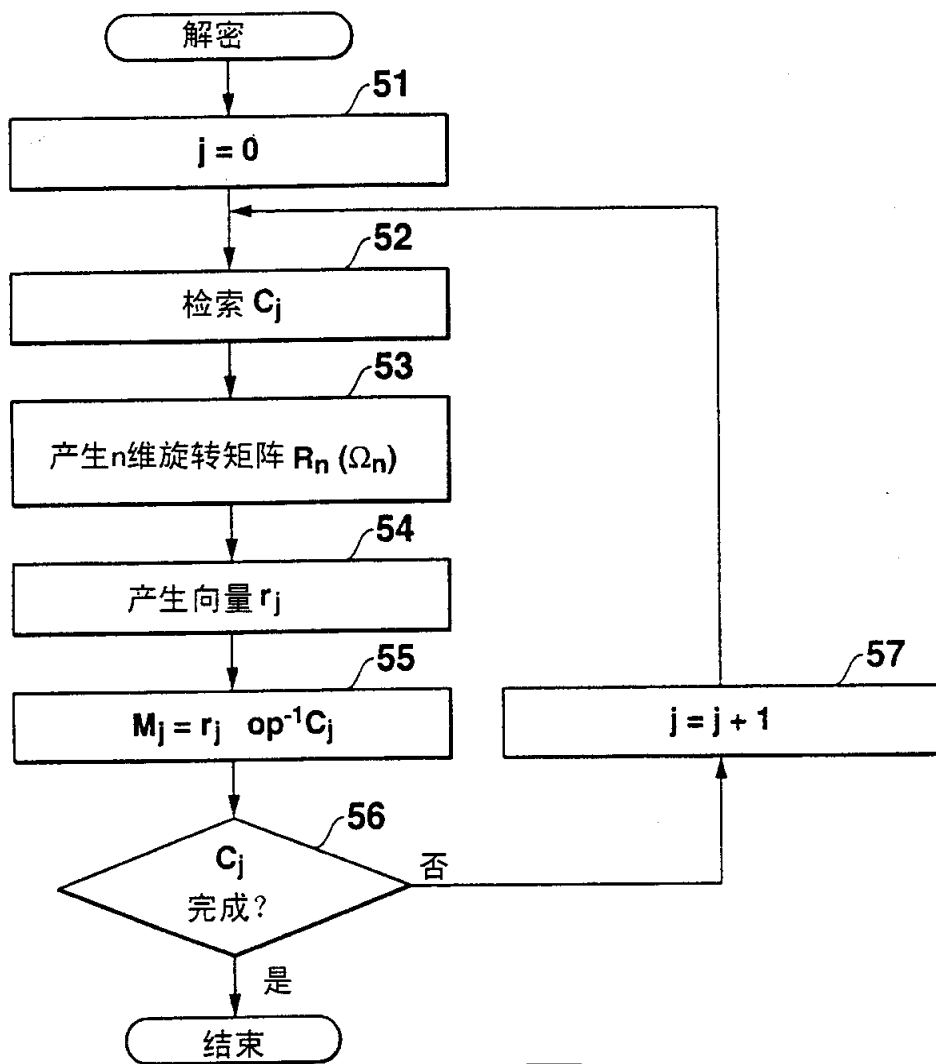 解密
51
j = 0
52
检索 Cj
53
产生n维旋转矩阵 Rn (Ωn)
54
产生向量 rj
55
Mj = rj op-1Cj
57
j = j + 1
56
Cj
完成?
否
是
结束